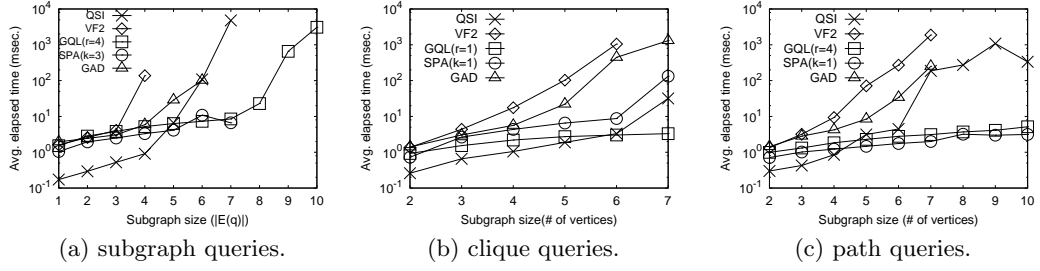 Avg. elapsed time (msec.)
10^4
10^3
10^2
10^1
10^0
10^-1
QSI
VF2
GQL(r=4)
SPA(k=3)
GAD
1 2 3 4 5 6 7 8 9 10
Subgraph size (|E(q)|)
(a) subgraph queries.
Avg. elapsed time (msec.)
10^4
10^3
10^2
10^1
10^0
10^-1
QSI
VF2
GQL(r=1)
SPA(k=1)
GAD
2 3 4 5 6 7
Subgraph size(# of vertices)
(b) clique queries.
Avg. elapsed time (msec.)
10^4
10^3
10^2
10^1
10^0
10^-1
QSI
VF2
GQL(r=4)
SPA(k=1)
GAD
2 3 4 5 6 7 8 9 10
Subgraph size (# of vertices)
(c) path queries.